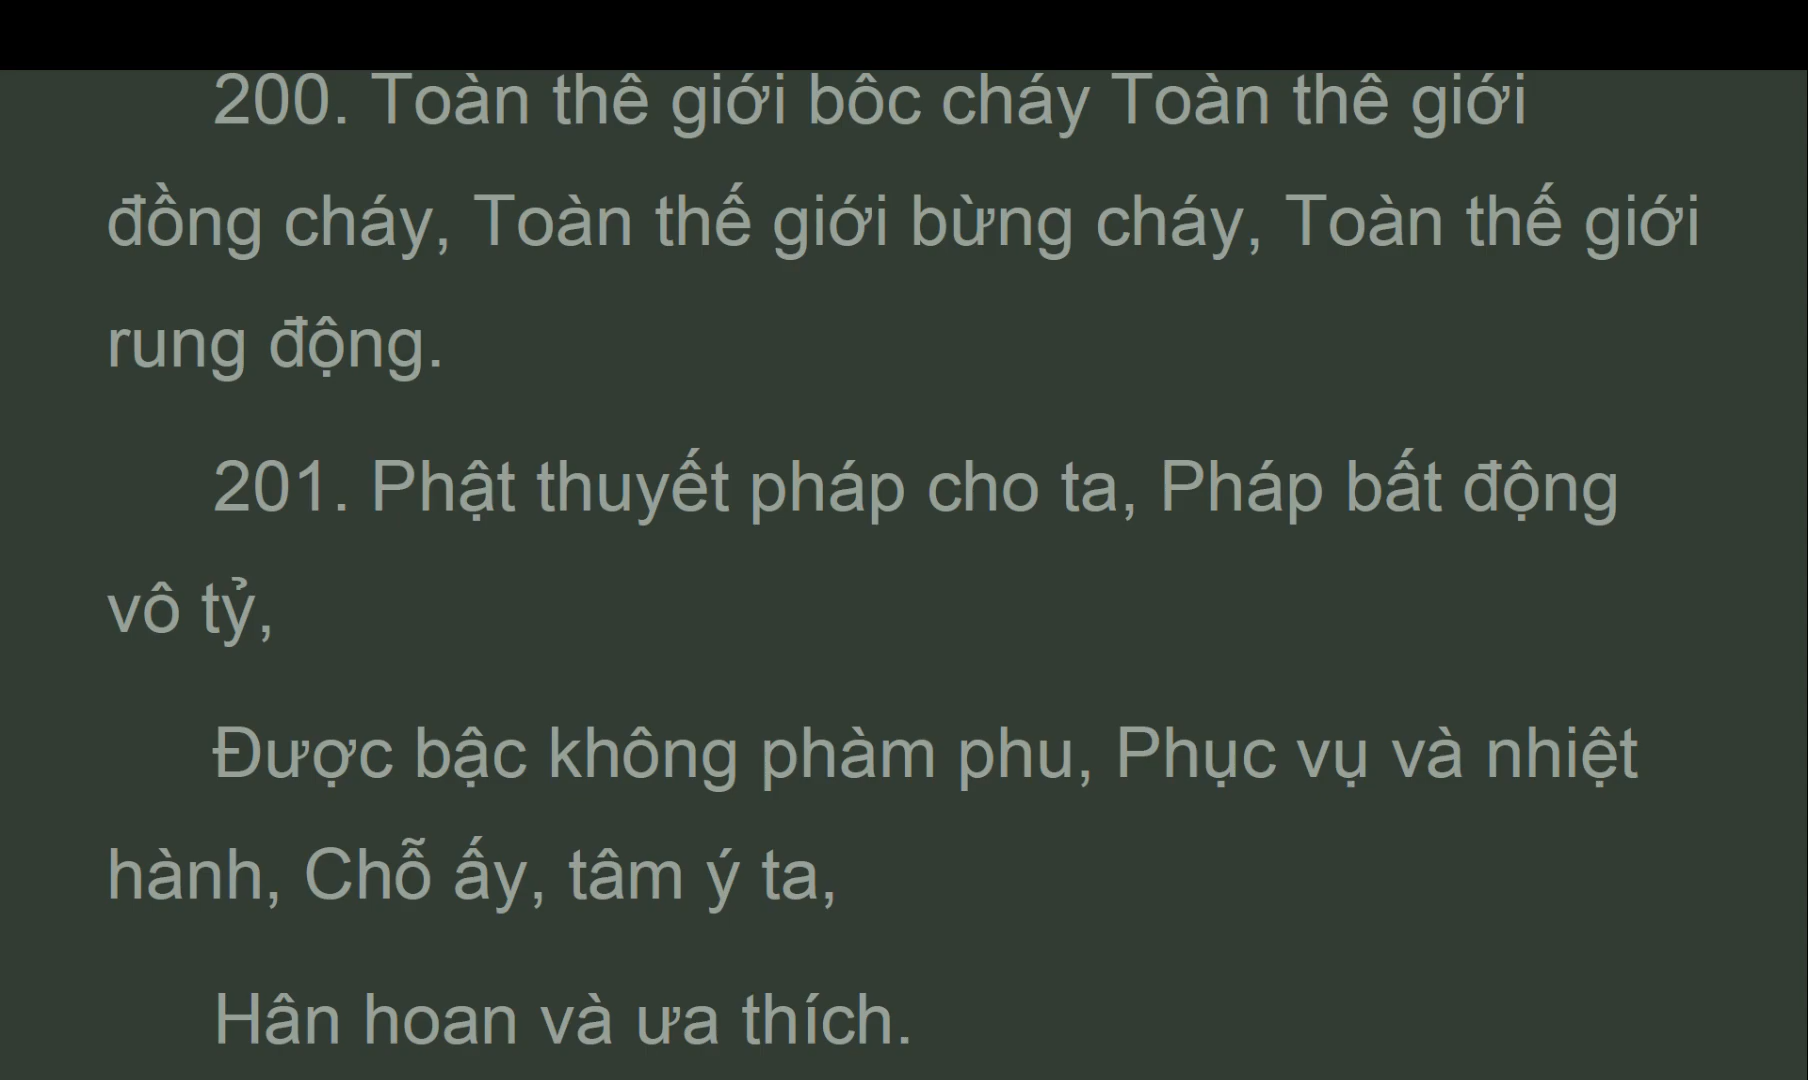 200. Toàn thế giới bốc cháy Toàn thế giới
đồng cháy, Toàn thế giới bừng cháy, Toàn thế giới
rung động.
201. Phật thuyết pháp cho ta, Pháp bất động
vô tỷ,
Được bậc không phàm phu, Phục vụ và nhiệt
hành, Chỗ ấy, tâm ý ta,
Hân hoan và ưa thích.